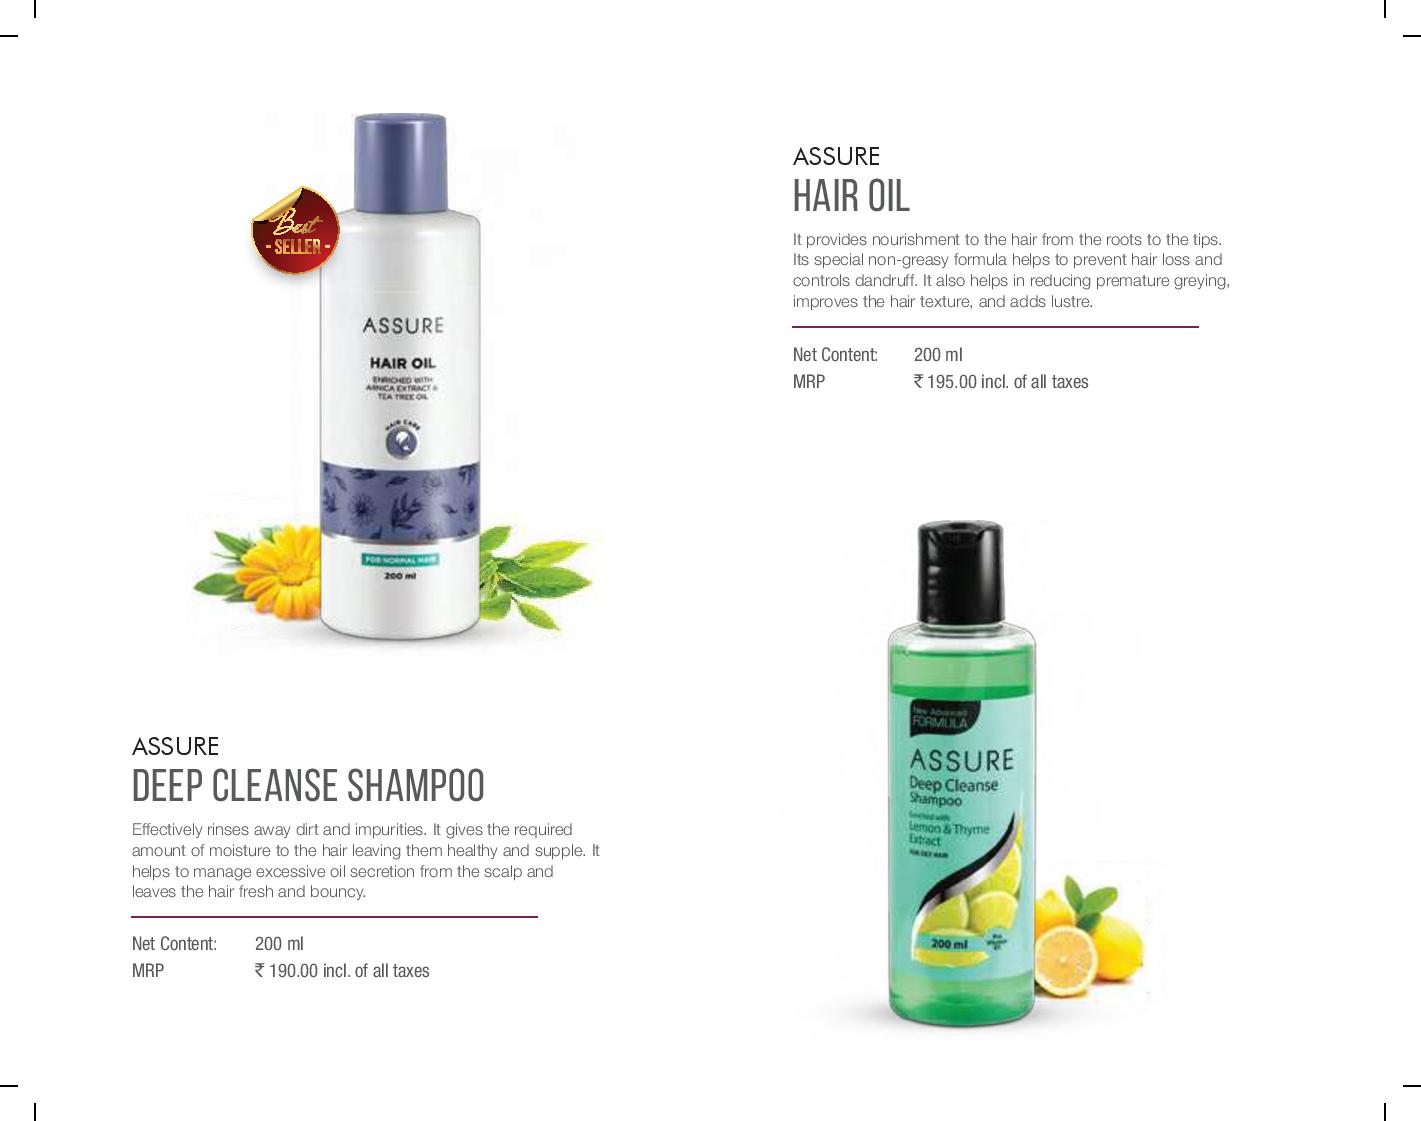 Best
- SELLER -
ASSURE
HAIR OIL
ENRICHED WITH
ARNICA EXTRACT &
TEA TREE OIL
HAIR CARE
FOR NORMAL HAIR
200 ml
ASSURE
HAIR OIL
It provides nourishment to the hair from the roots to the tips.
Its special non-greasy formula helps to prevent hair loss and
controls dandruff. It also helps in reducing premature greying,
improves the hair texture, and adds lustre.
Net Content: 200 ml
MRP ₹ 195.00 incl. of all taxes
ASSURE
DEEP CLEANSE SHAMPOO
Effectively rinses away dirt and impurities. It gives the required
amount of moisture to the hair leaving them healthy and supple. It
helps to manage excessive oil secretion from the scalp and
leaves the hair fresh and bouncy.
Net Content: 200 ml
MRP ₹ 190.00 incl. of all taxes
New Advanced
FORMULA
ASSURE
Deep Cleanse
Shampoo
Enriched with
Lemon & Thyme
Extract
FOR OILY HAIR
200 ml